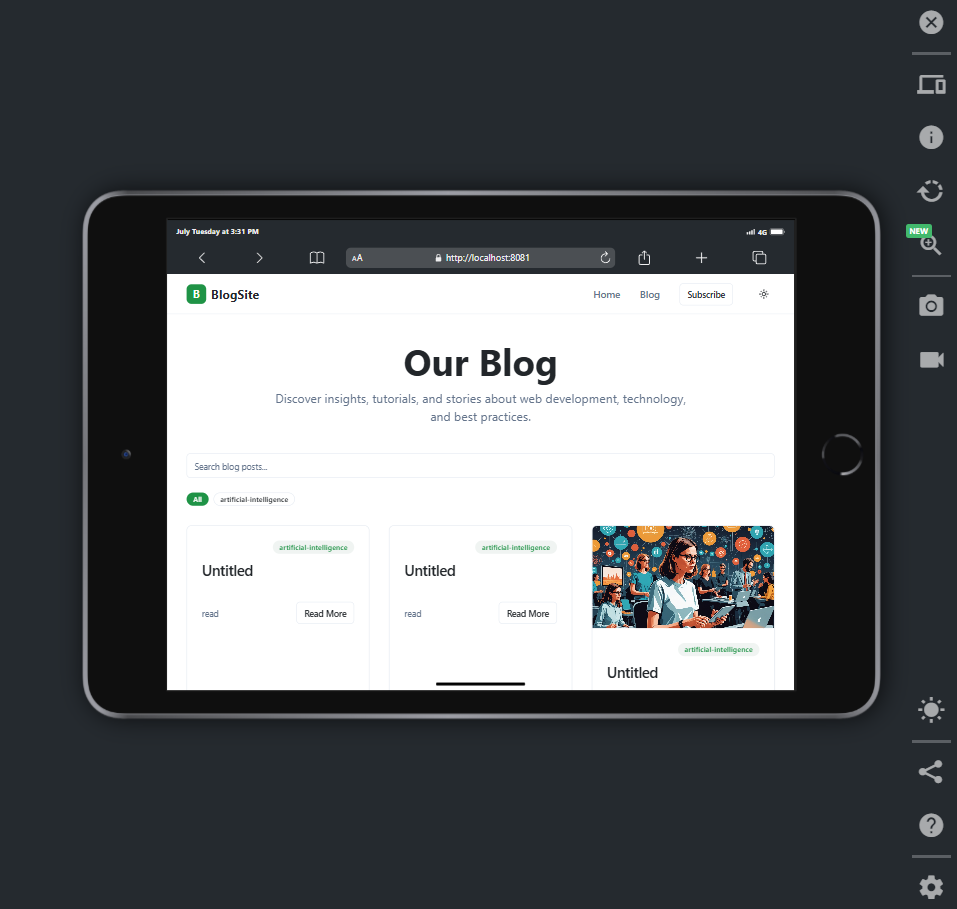 NEW
July Tuesday at 3:31 PM
4G
AA
http://localhost:8081
B BlogSite
Home Blog Subscribe
Our Blog
Discover insights, tutorials, and stories about web development, technology,
and best practices.
Search blog posts...
All artificial-intelligence
artificial-intelligence
Untitled
read Read More
artificial-intelligence
Untitled
read Read More
artificial-intelligence
Untitled